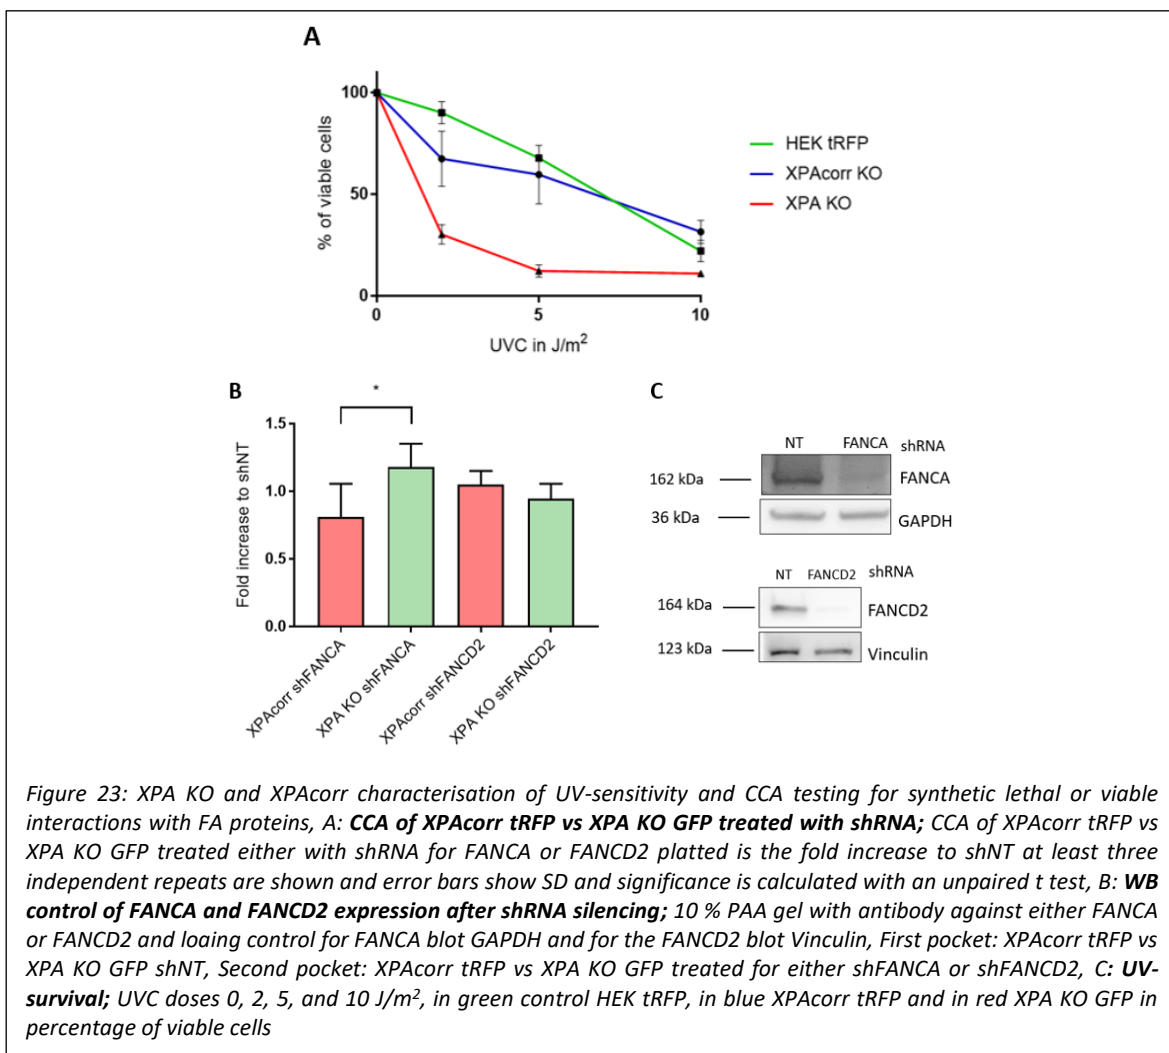 A
100
50
0
0
5
10
% of viable cells
UVC in J/m²
HEK tRFP
XPAcorr KO
XPA KO
B
*
1.5
1.0
0.5
0.0
Fold increase to shNT
XPAcorr shFANCA
XPA KO shFANCA
XPAcorr shFANCD2
XPA KO shFANCD2
C
NT FANCA shRNA
162 kDa FANCA
36 kDa GAPDH
NT FANCD2 shRNA
164 kDa FANCD2
123 kDa Vinculin
Figure 23: XPA KO and XPAcorr characterisation of UV-sensitivity and CCA testing for synthetic lethal or viable
interactions with FA proteins, A: CCA of XPAcorr tRFP vs XPA KO GFP treated with shRNA; CCA of XPAcorr tRFP vs
XPA KO GFP treated either with shRNA for FANCA or FANCD2 platted is the fold increase to shNT at least three
independent repeats are shown and error bars show SD and significance is calculated with an unpaired t test, B: WB
control of FANCA and FANCD2 expression after shRNA silencing; 10 % PAA gel with antibody against either FANCA
or FANCD2 and loaing control for FANCA blot GAPDH and for the FANCD2 blot Vinculin, First pocket: XPAcorr tRFP vs
XPA KO GFP shNT, Second pocket: XPAcorr tRFP vs XPA KO GFP treated for either shFANCA or shFANCD2, C: UV-
survival; UVC doses 0, 2, 5, and 10 J/m², in green control HEK tRFP, in blue XPAcorr tRFP and in red XPA KO GFP in
percentage of viable cells